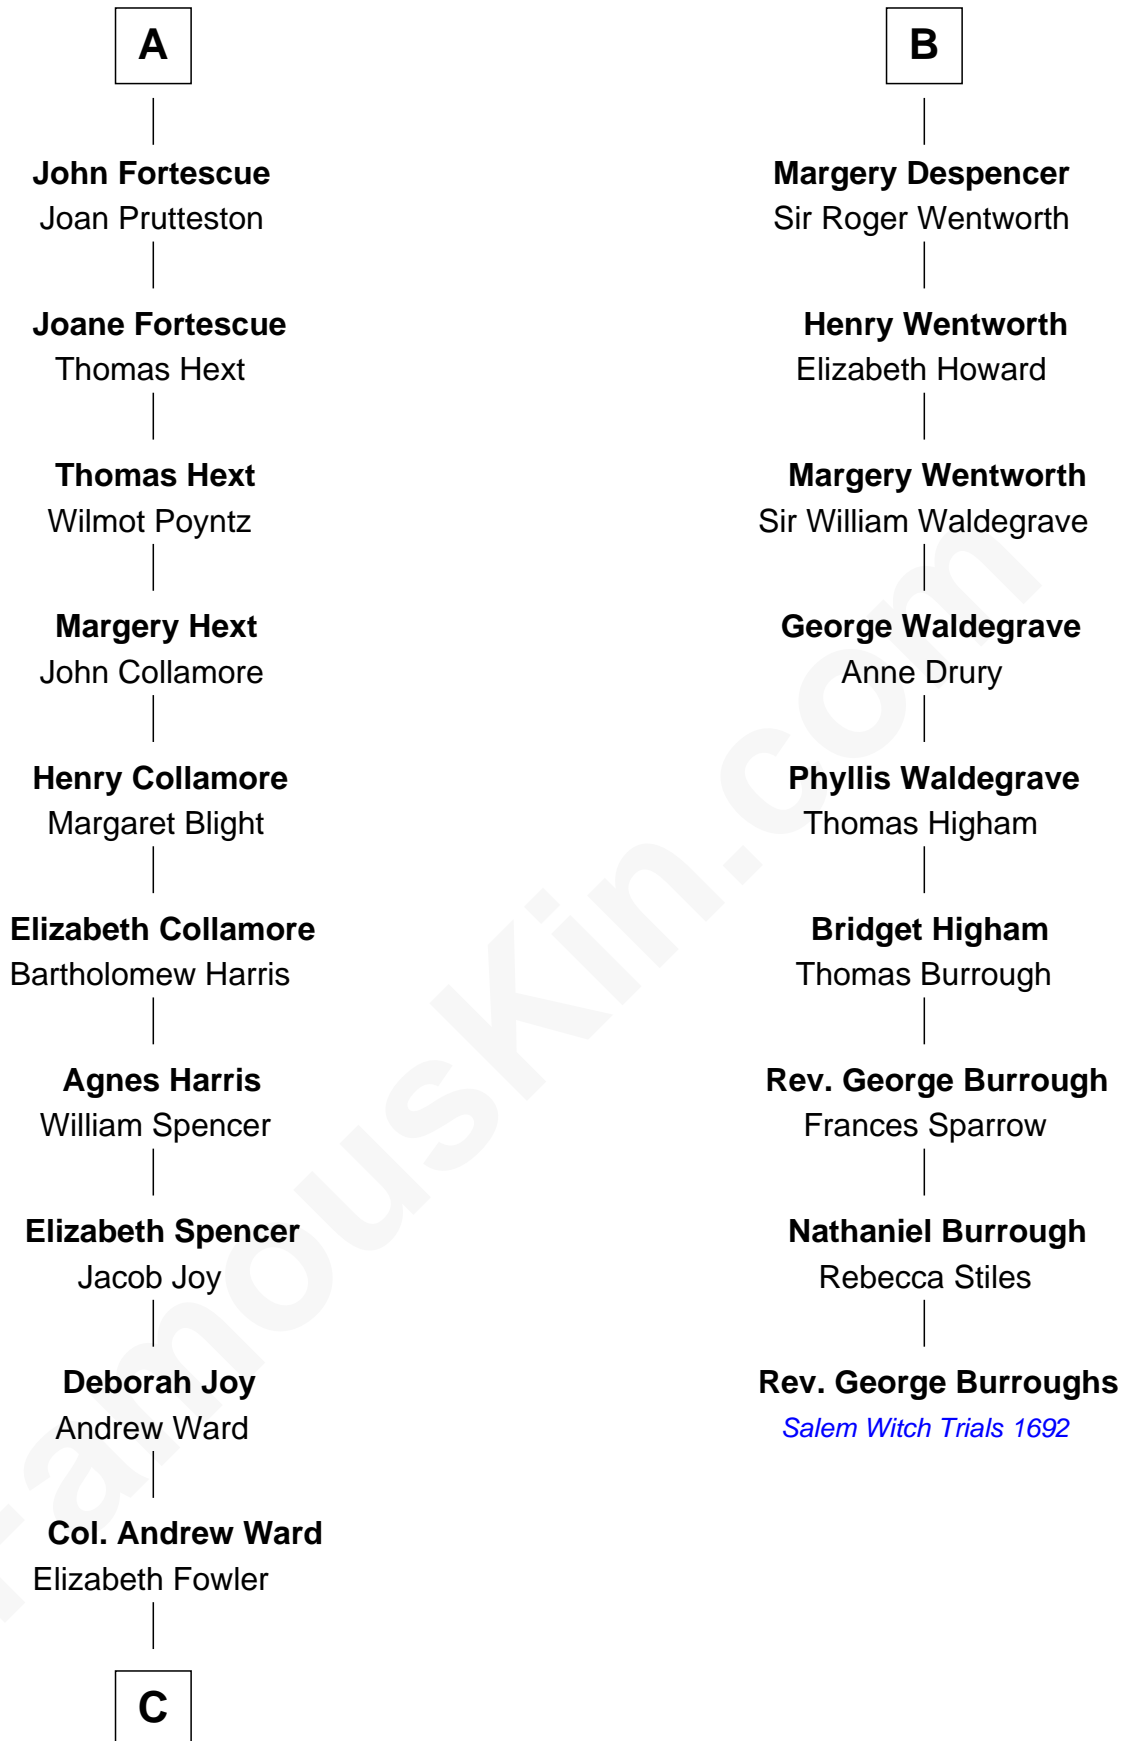 A
John Fortescue
Joan Prutteston
Joane Fortescue
Thomas Hext
Thomas Hext
Wilmot Poyntz
Margery Hext
John Collamore
Henry Collamore
Margaret Blight
Elizabeth Collamore
Bartholomew Harris
Agnes Harris
William Spencer
Elizabeth Spencer
Jacob Joy
Deborah Joy
Andrew Ward
Col. Andrew Ward
Elizabeth Fowler
C
B
Margery Despencer
Sir Roger Wentworth
Henry Wentworth
Elizabeth Howard
Margery Wentworth
Sir William Waldegrave
George Waldegrave
Anne Drury
Phyllis Waldegrave
Thomas Higham
Bridget Higham
Thomas Burrough
Rev. George Burrough
Frances Sparrow
Nathaniel Burrough
Rebecca Stiles
Rev. George Burroughs
Salem Witch Trials 1692
FamousKin.com